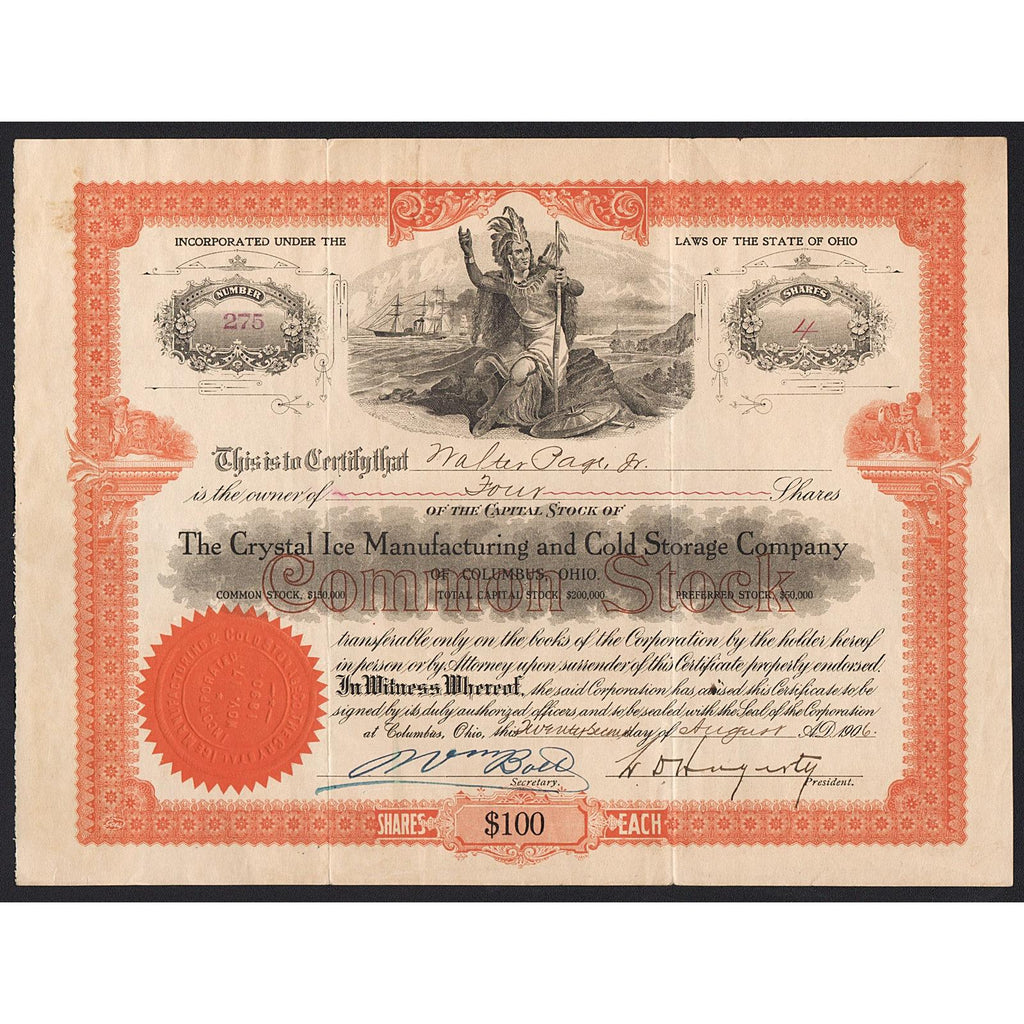 INCORPORATED UNDER THE
LAWS OF THE STATE OF OHIO
NUMBER
275
SHARES
4
This is to Certify that Walter Page, Jr.
is the owner of Four Shares
OF THE CAPITAL STOCK OF
The Crystal Ice Manufacturing and Cold Storage Company
OF COLUMBUS, OHIO.
Common Stock
COMMON STOCK, $150,000 TOTAL CAPITAL STOCK $200,000 PREFERRED STOCK, $50,000
transferable only on the books of the Corporation by the holder hereof
in person or by Attorney upon surrender of this Certificate properly endorsed.
In Witness Whereof, the said Corporation has caused this Certificate to be
signed by its duly authorized officers and to be sealed with the Seal of the Corporation
at Columbus, Ohio, this day of August A.D. 1906.
Secretary.
President.
SHARES $100 EACH